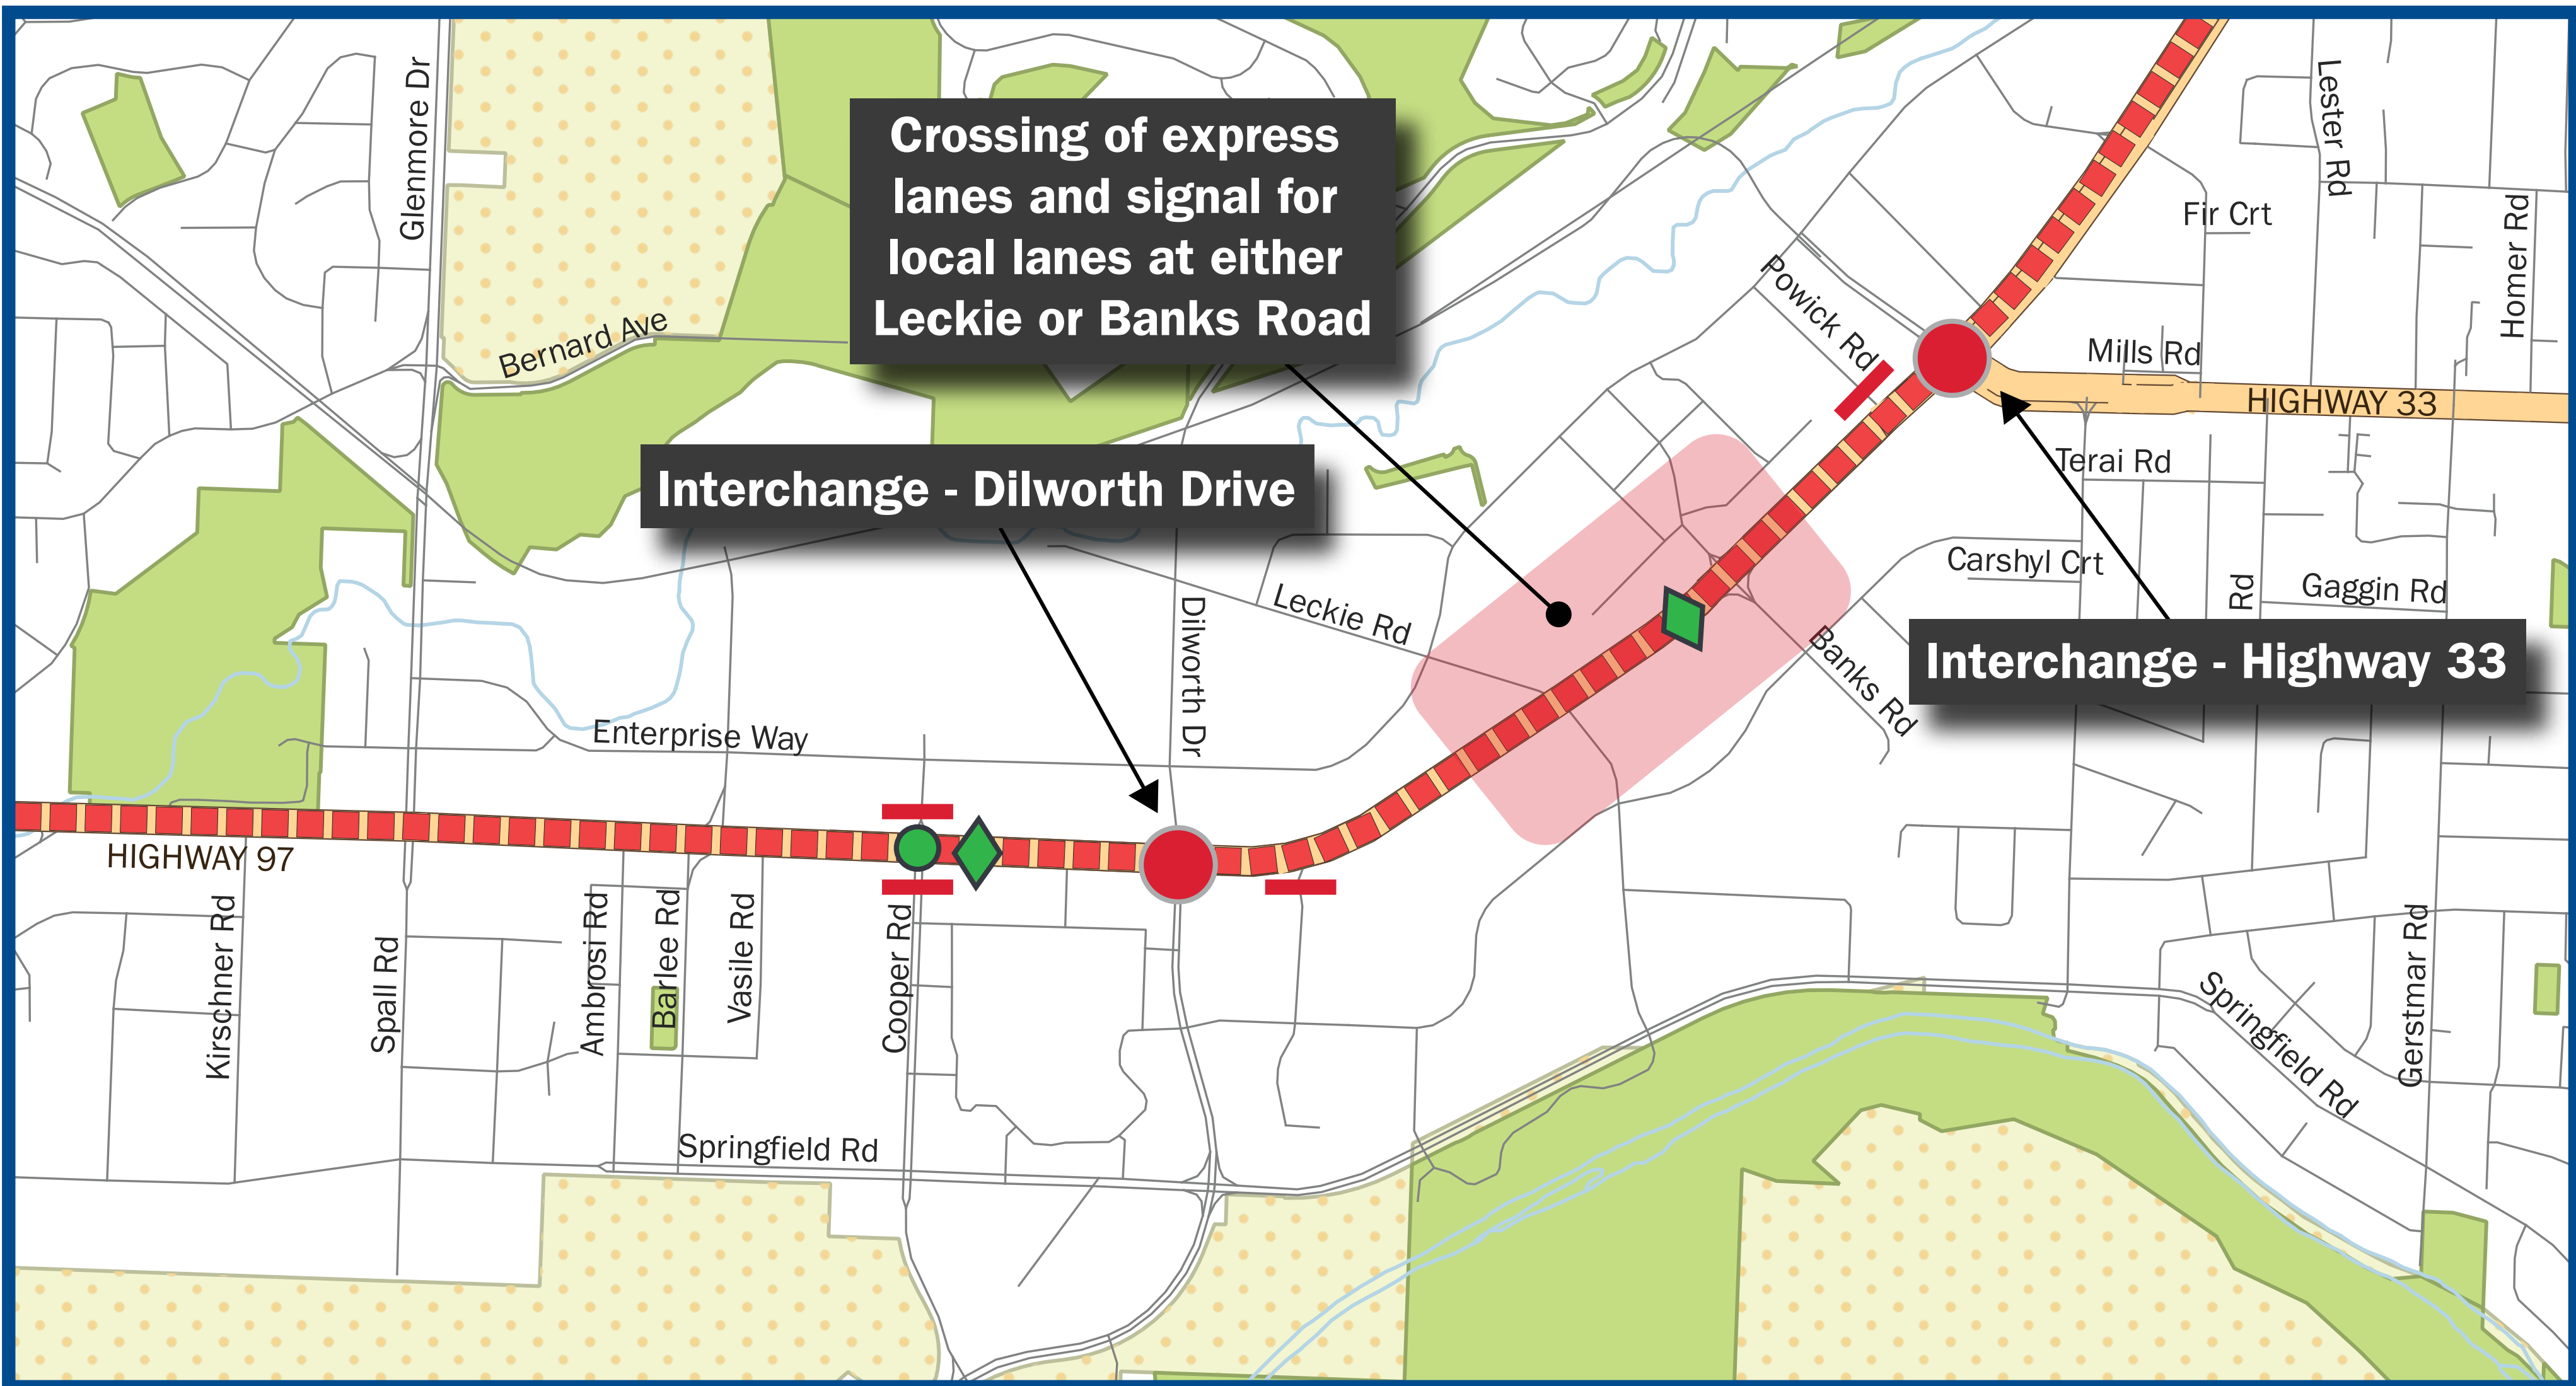 Glenmore Dr
Bernard Ave
Crossing of express
lanes and signal for
local lanes at either
Leckie or Banks Road
Lester Rd
Fir Crt
Homer Rd
Powick Rd
Mills Rd
HIGHWAY 33
Terai Rd
Interchange - Dilworth Drive
Carshyl Crt
Rd
Gaggin Rd
Leckie Rd
Dilworth Dr
Banks Rd
Interchange - Highway 33
Enterprise Way
HIGHWAY 97
Kirschner Rd
Spall Rd
Ambrosi Rd
Barlee Rd
Vasile Rd
Cooper Rd
Springfield Rd
Springfield Rd
Gerstmar Rd